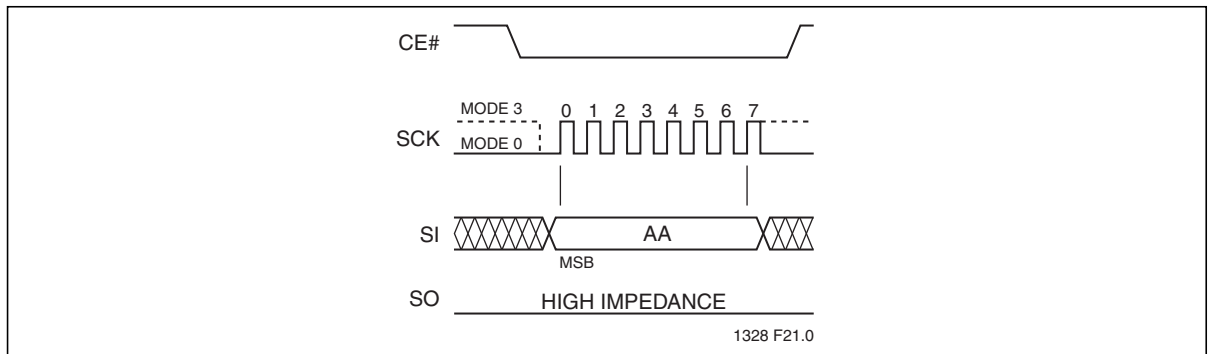 CE#
MODE 3
0 1 2 3 4 5 6 7
SCK
MODE 0
SI
AA
MSB
SO
HIGH IMPEDANCE
1328 F21.0